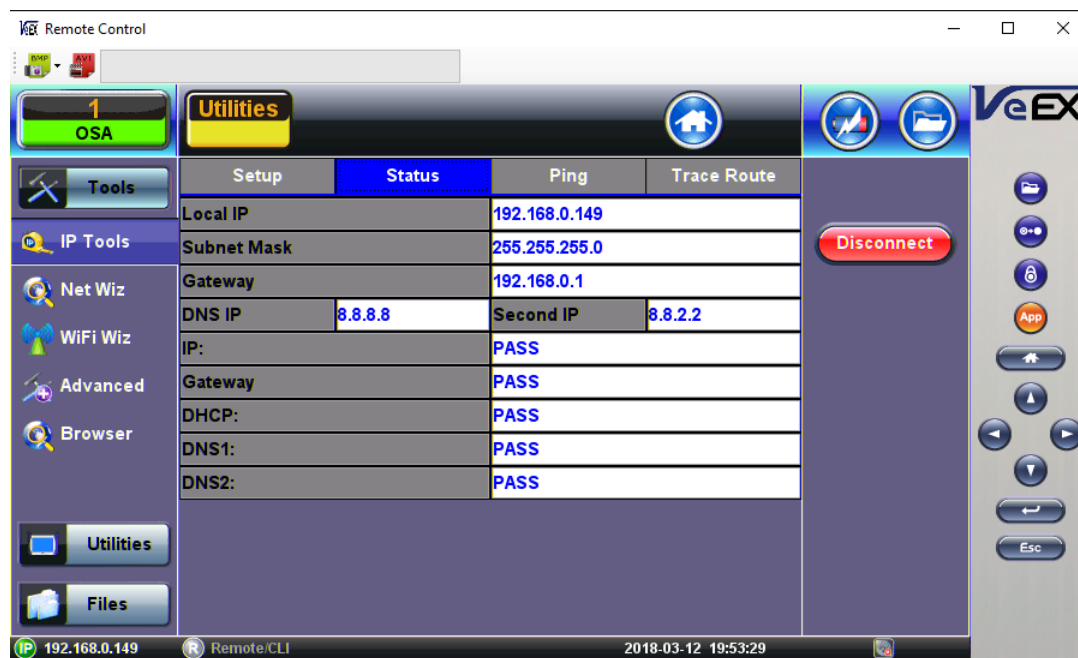 VeEX Remote Control
BMP AVI
1
OSA
Utilities
VeEX
Tools
Setup Status Ping Trace Route
Local IP 192.168.0.149
IP Tools
Subnet Mask 255.255.255.0
Disconnect
Net Wiz
Gateway 192.168.0.1
DNS IP 8.8.8.8 Second IP 8.8.2.2
App
WiFi Wiz
IP: PASS
Advanced
Gateway PASS
DHCP: PASS
Browser
DNS1: PASS
DNS2: PASS
Utilities
Esc
Files
IP 192.168.0.149 R Remote/CLI 2018-03-12 19:53:29